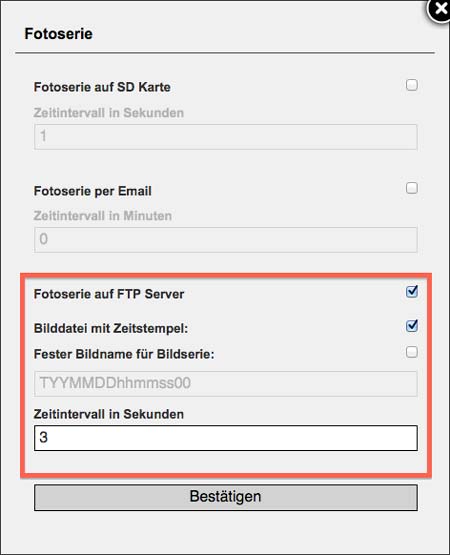 Fotoserie
Fotoserie auf SD Karte
Zeitintervall in Sekunden
1
Fotoserie per Email
Zeitintervall in Minuten
0
Fotoserie auf FTP Server
Bilddatei mit Zeitstempel:
Fester Bildname für Bildserie:
TYYMMDDhhmmss00
Zeitintervall in Sekunden
3
Bestätigen